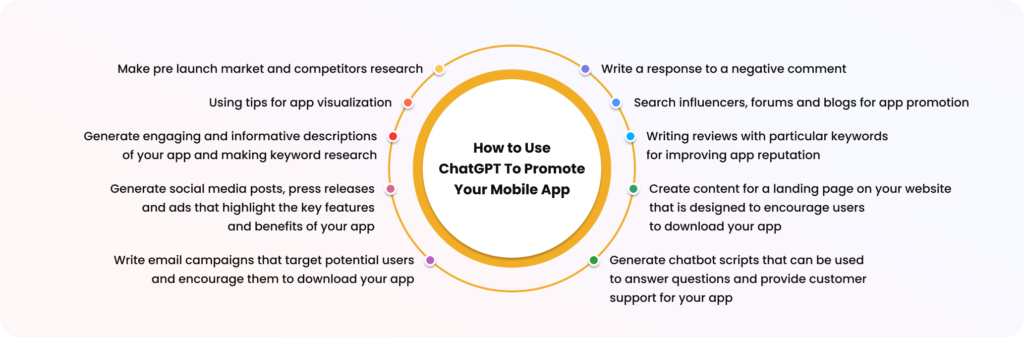 How to Use
ChatGPT To Promote
Your Mobile App
Make pre launch market and competitors research
Using tips for app visualization
Generate engaging and informative descriptions
of your app and making keyword research
Generate social media posts, press releases
and ads that highlight the key features
and benefits of your app
Write email campaigns that target potential users
and encourage them to download your app
Write a response to a negative comment
Search influencers, forums and blogs for app promotion
Writing reviews with particular keywords
for improving app reputation
Create content for a landing page on your website
that is designed to encourage users
to download your app
Generate chatbot scripts that can be used
to answer questions and provide customer
support for your app